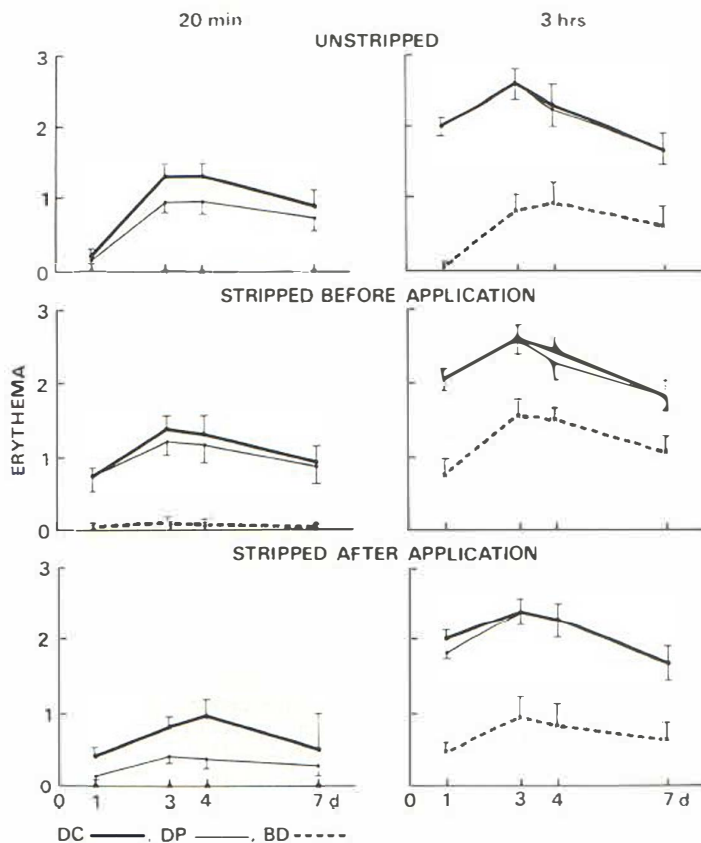 20 min 3 hrs
UNSTRIPPED
3
2
1
0
STRIPPED BEFORE APPLICATION
3
2
1
0
ERYTHEMA
STRIPPED AFTER APPLICATION
3
2
1
0
0 1 3 4 7 d 0 1 3 4 7 d
DC , DP , BD